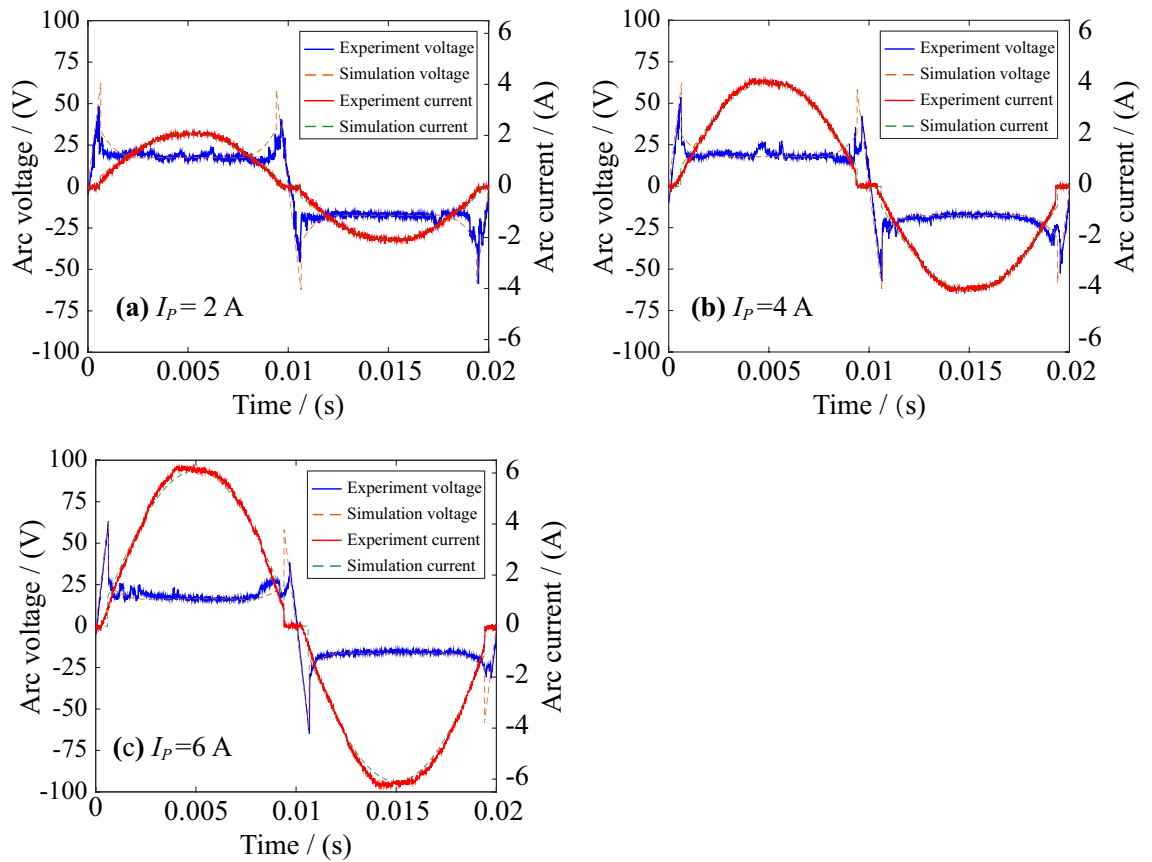 100
75
50
25
0
-25
-50
-75
-100
Arc voltage / (V)
6
4
2
0
-2
-4
-6
Arc current / (A)
Experiment voltage
Simulation voltage
Experiment current
Simulation current
(a) I_P = 2 A
0 0.005 0.01 0.015 0.02
Time / (s)
100
75
50
25
0
-25
-50
-75
-100
Arc voltage / (V)
6
4
2
0
-2
-4
-6
Arc current / (A)
Experiment voltage
Simulation voltage
Experiment current
Simulation current
(b) I_P=4 A
0 0.005 0.01 0.015 0.02
Time / (s)
100
75
50
25
0
-25
-50
-75
-100
Arc voltage / (V)
6
4
2
0
-2
-4
-6
Arc current / (A)
Experiment voltage
Simulation voltage
Experiment current
Simulation current
(c) I_P=6 A
0 0.005 0.01 0.015 0.02
Time / (s)